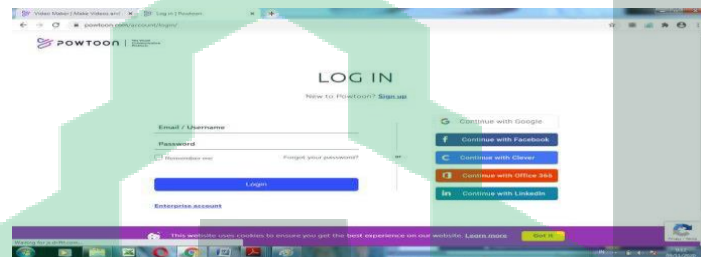 Video Maker | Make Videos and
Log in | Powtoon
powtoon.com/account/login/
POWTOON
LOG IN
New to Powtoon? Sign up
Email / Username
Password
Remember me
Forgot your password?
or
Login
Enterprise account
G Continue with Google
f Continue with Facebook
C Continue with Clever
Continue with Office 365
in Continue with LinkedIn
This website uses cookies to ensure you get the best experience on our website. Learn more
Got it